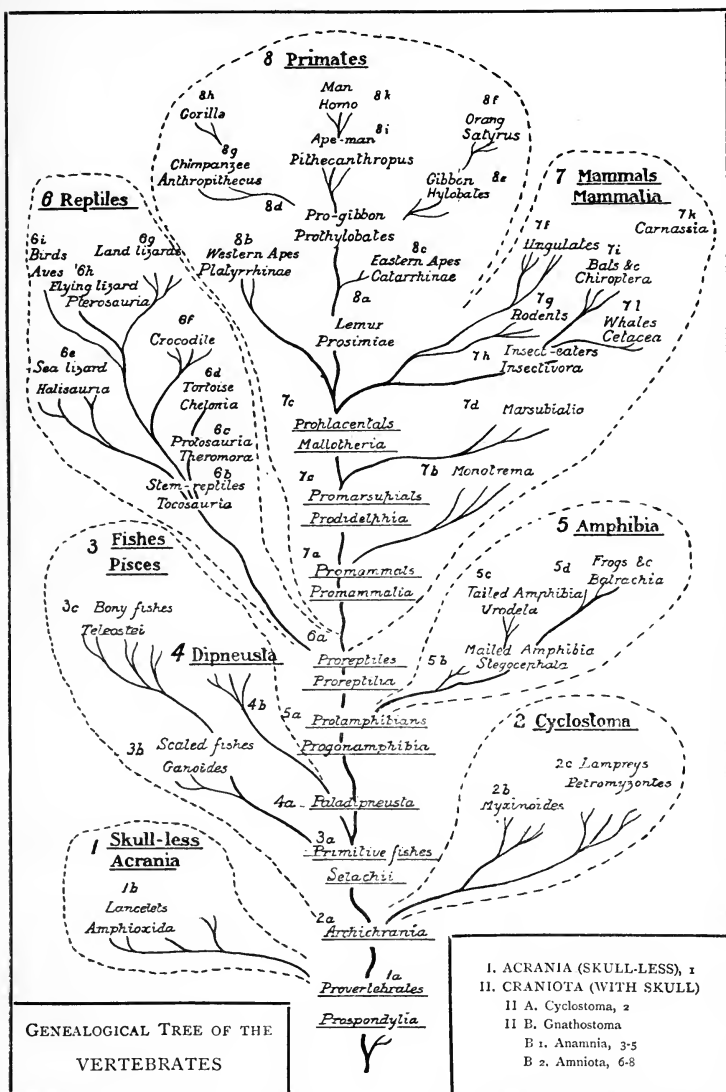 8 Primates
8h
Gorilla
Man
Homo 8k
8f
Orang
Satyrus
8g
Chimpanzee
Anthropithecus
Ape-man 8i
Pithecanthropus
Gibbon 8e
Hylobates
8d
Pro-gibbon
Prothylobates
8b
Western Apes
Platyrrhinae
8c
Eastern Apes
Catarrhinae
8a
Lemur
Prosimiae
6 Reptiles
6i
Birds
Aves
6g
Land lizards
6h
Flying lizard
Pterosauria
6f
Crocodile
6e
Sea lizard
Halisauria
6d
Tortoise
Chelonia
6c
Protosauria
Theromora
6b
Stem-reptiles
Tocosauria
7 Mammals
Mammalia
7k
Carnassia
7f
Ungulates
7i
Bats &c
Chiroptera
7g
Rodents
7l
Whales
Cetacea
7h
Insect-eaters
Insectivora
7c
Prohlacentals
Mallotheria
7d
Marsubialio
7c
Promarsupials
Prodidelphia
7b Monotrema
7a
Promammals
Promammalia
3 Fishes
Pisces
3c Bony fishes
Teleostei
4 Dipneusta
4b
3b Scaled fishes
Ganoides
5 Amphibia
5c
Tailed Amphibia
Urodela
5d
Frogs &c
Batrachia
5b
Mailed Amphibia
Stegocephala
6a
Proreptiles
Proreptilia
5a
Protamphibians
Progonamphibia
4a
Paladipneusta
3a
Primitive fishes
Selachii
2 Cyclostoma
2c Lampreys
Petromyzontes
2b
Myxinoides
1 Skull-less
Acrania
1b
Lancelets
Amphioxida
2a
Archichrania
1a
Provertebrates
Prospondylia
GENEALOGICAL TREE OF THE
VERTEBRATES
I. ACRANIA (SKULL-LESS), 1
II. CRANIOTA (WITH SKULL)
II A. Cyclostoma, 2
II B. Gnathostoma
B 1. Anamnia, 3-5
B 2. Amniota, 6-8